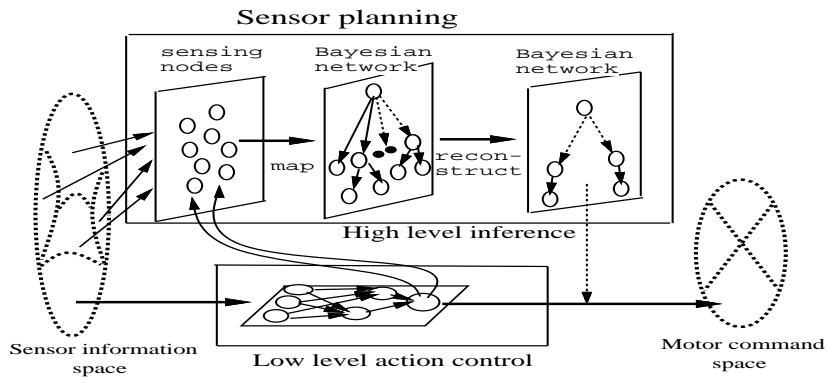 Sensor planning
sensing
nodes
Bayesian
network
Bayesian
network
map
recon-
struct
High level inference
Sensor information
space
Low level action control
Motor command
space